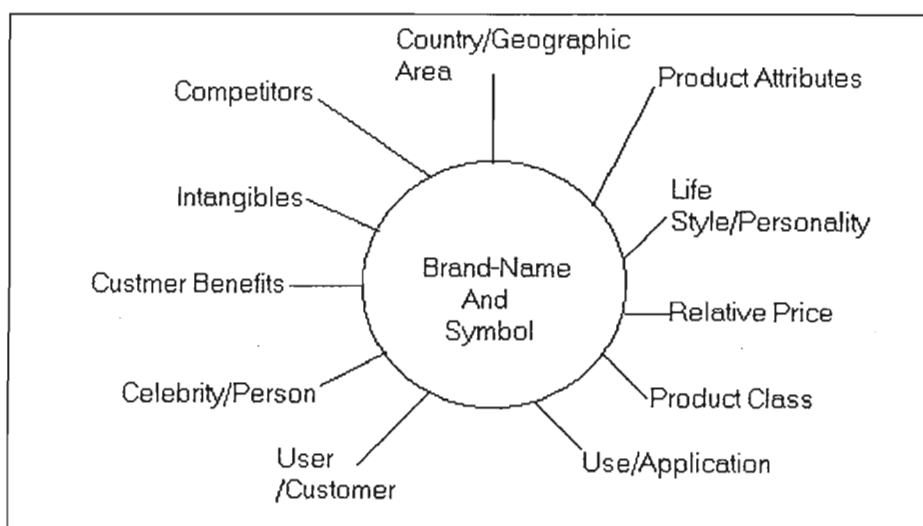 Country/Geographic
Area
Product Attributes
Competitors
Life
Style/Personality
Intangibles
Brand-Name
And
Symbol
Custmer Benefits
Relative Price
Celebrity/Person
Product Class
User
/Customer
Use/Application